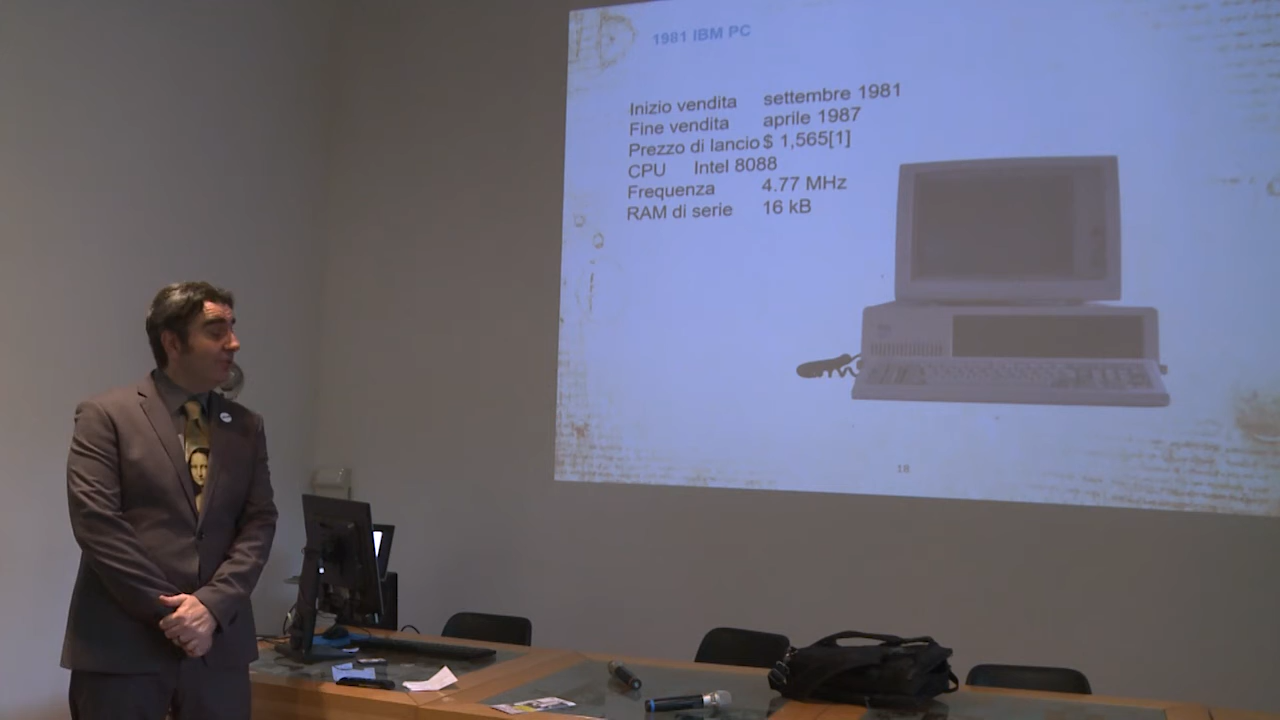 1981 IBM PC
Inizio vendita settembre 1981
Fine vendita aprile 1987
Prezzo di lancio $ 1,565[1]
CPU Intel 8088
Frequenza 4.77 MHz
RAM di serie 16 kB
18